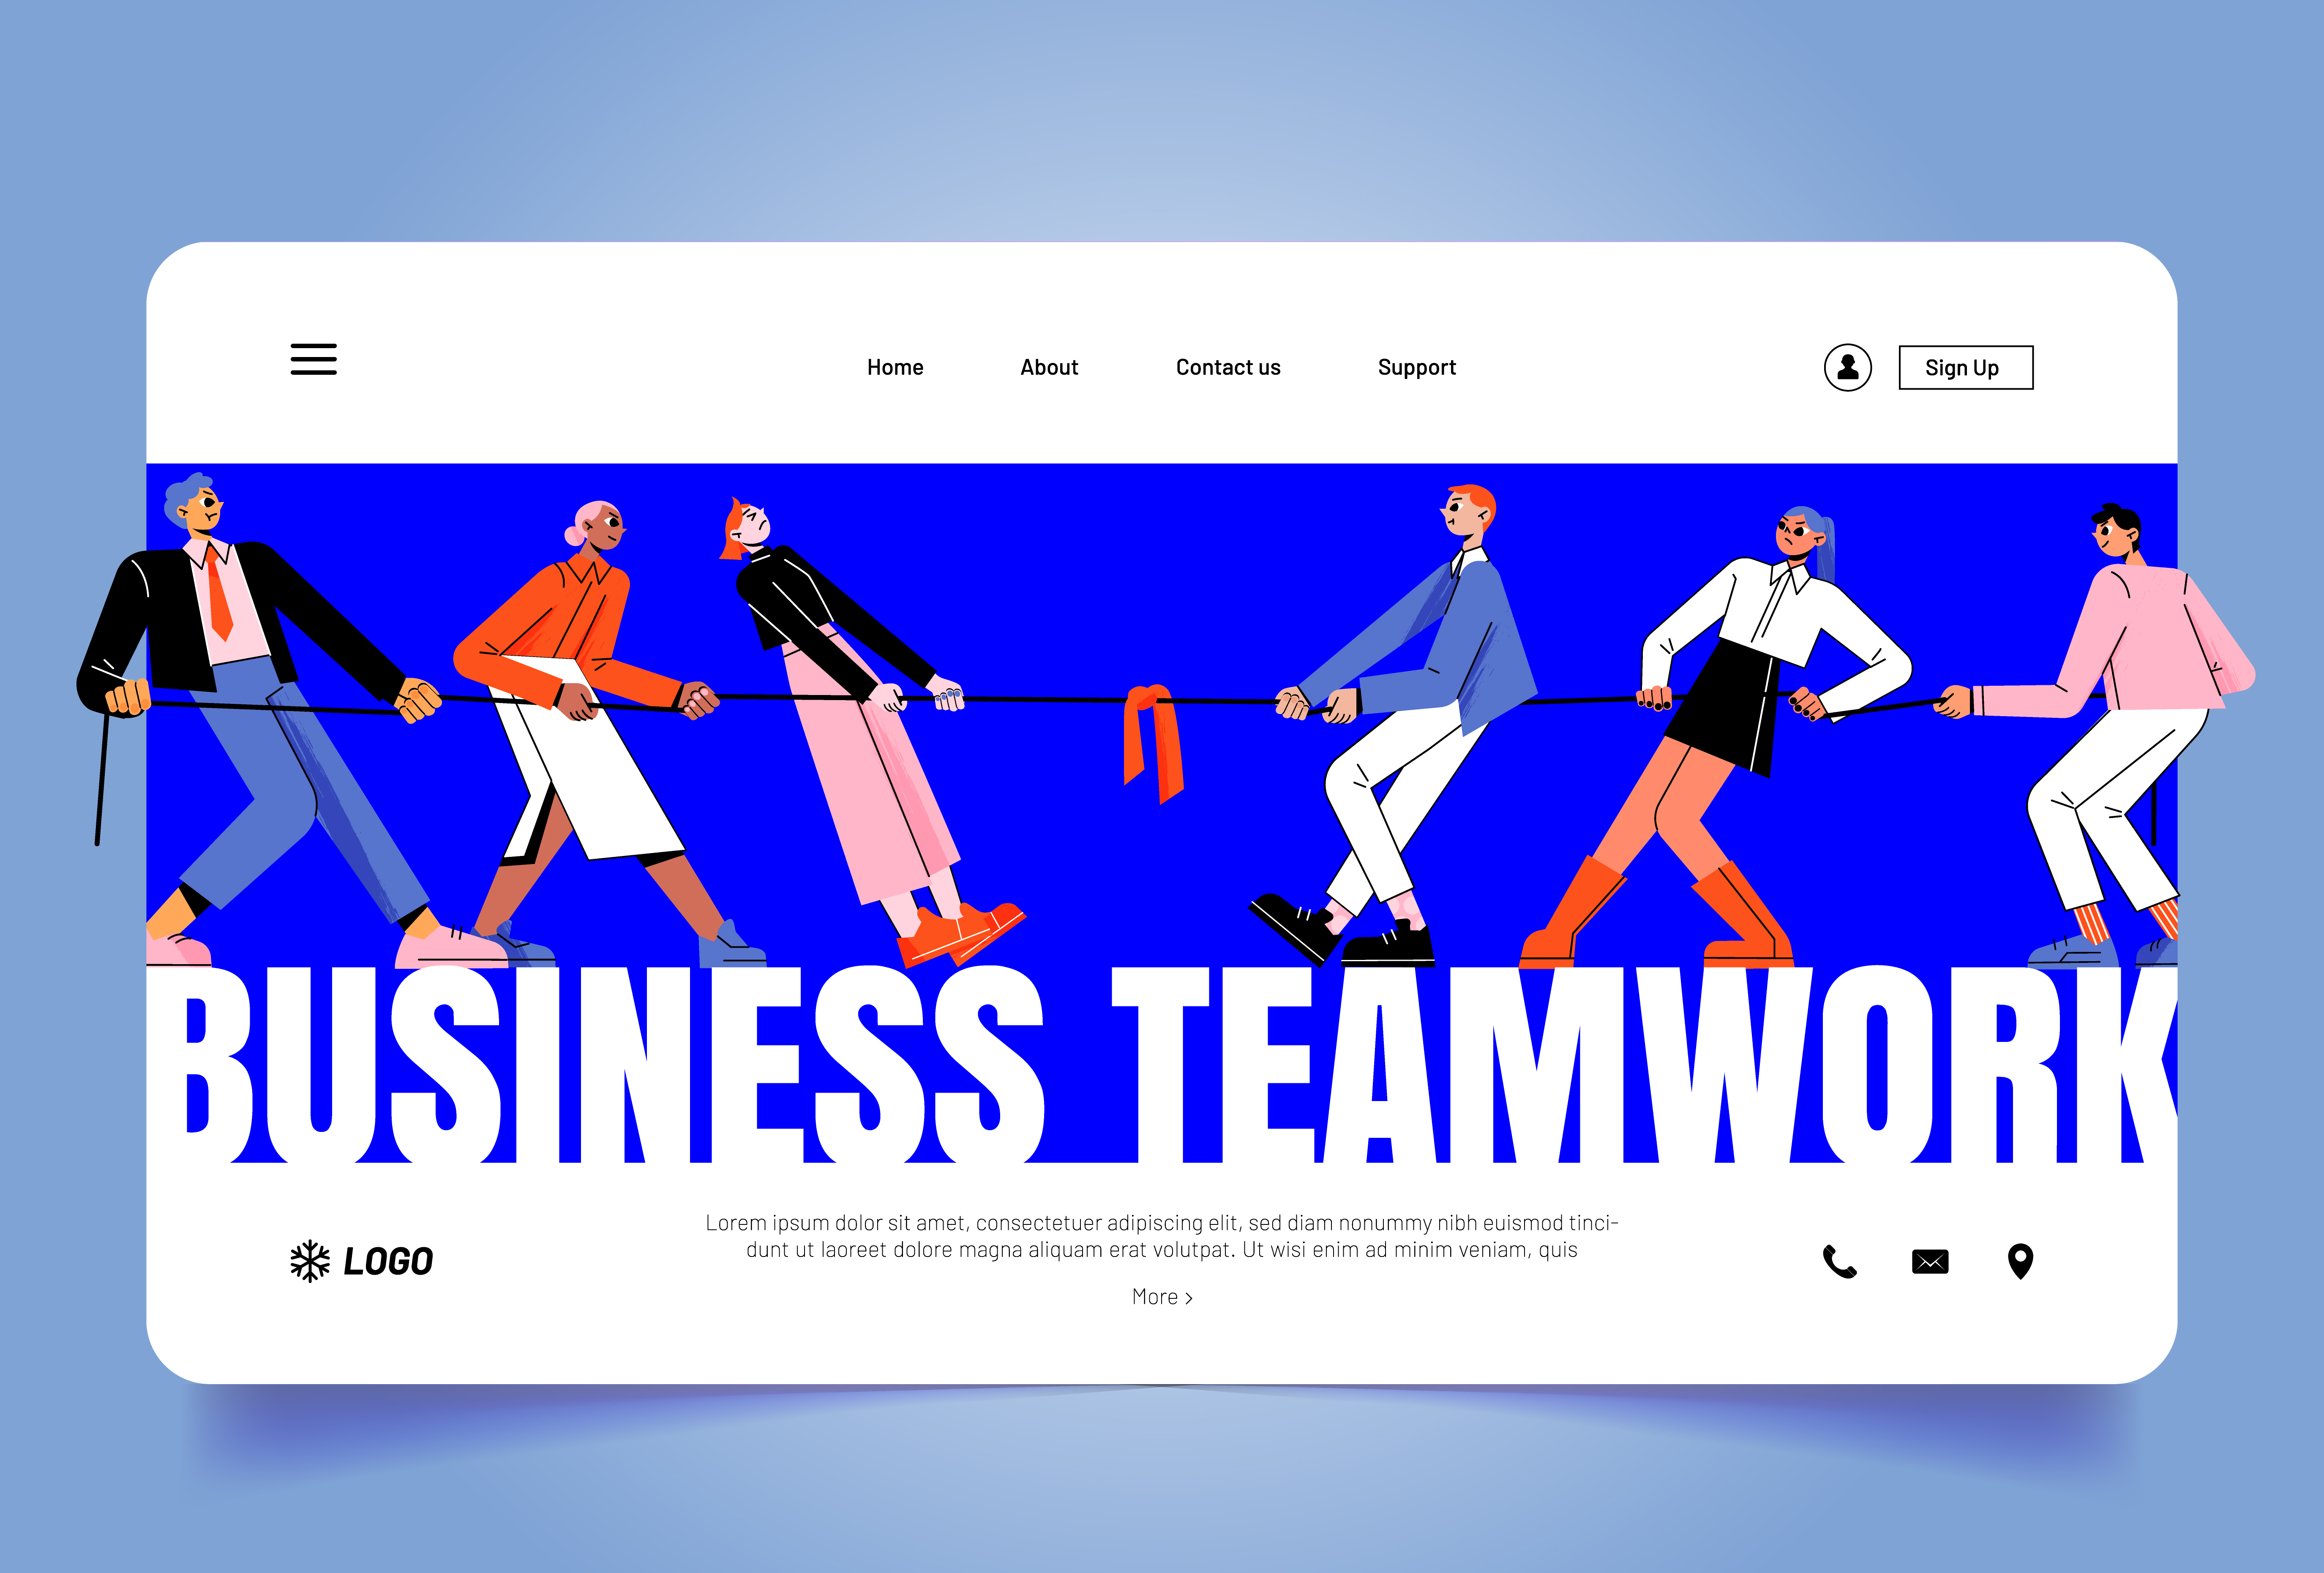 Home About Contact us Support
Sign Up
BUSINESS TEAMWORK
Lorem ipsum dolor sit amet, consectetuer adipiscing elit, sed diam nonummy nibh euismod tinci-
dunt ut laoreet dolore magna aliquam erat volutpat. Ut wisi enim ad minim veniam, quis
LOGO
More >